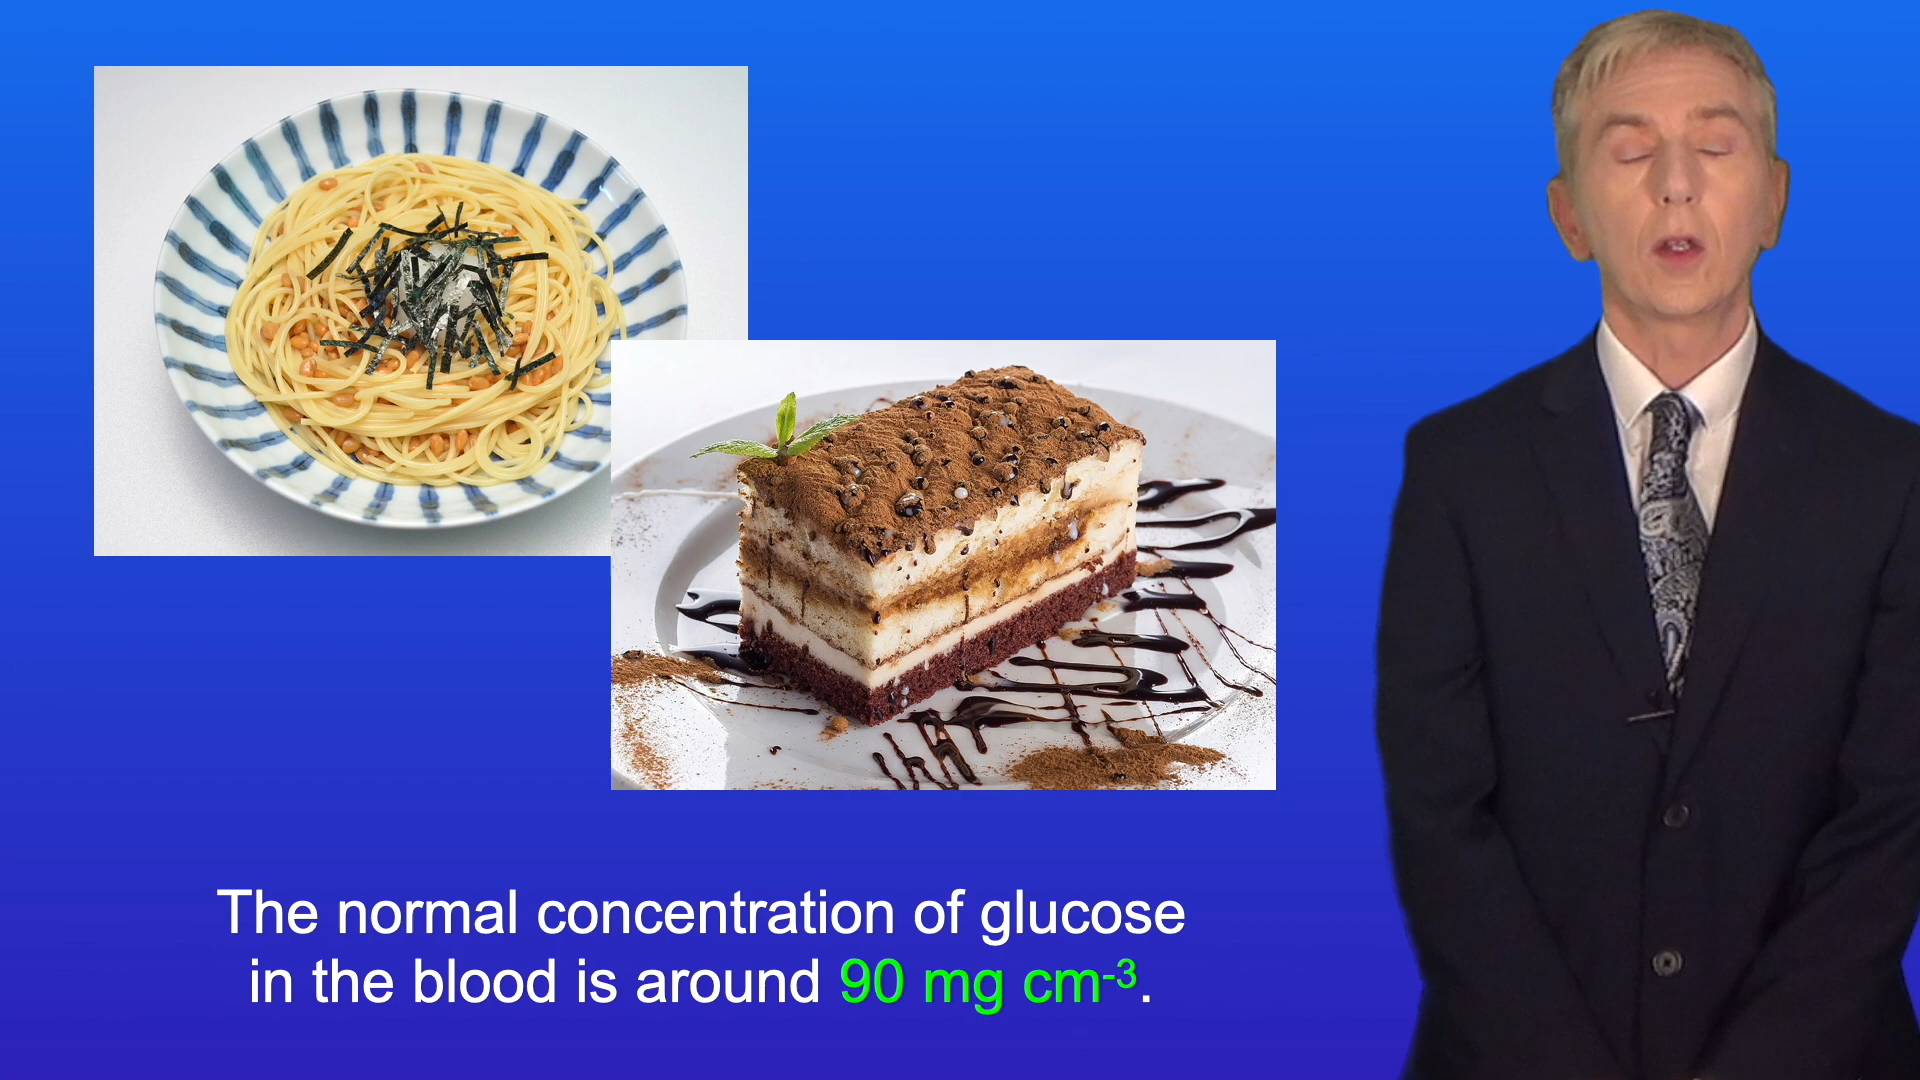 The normal concentration of glucose
in the blood is around 90 mg cm⁻³.